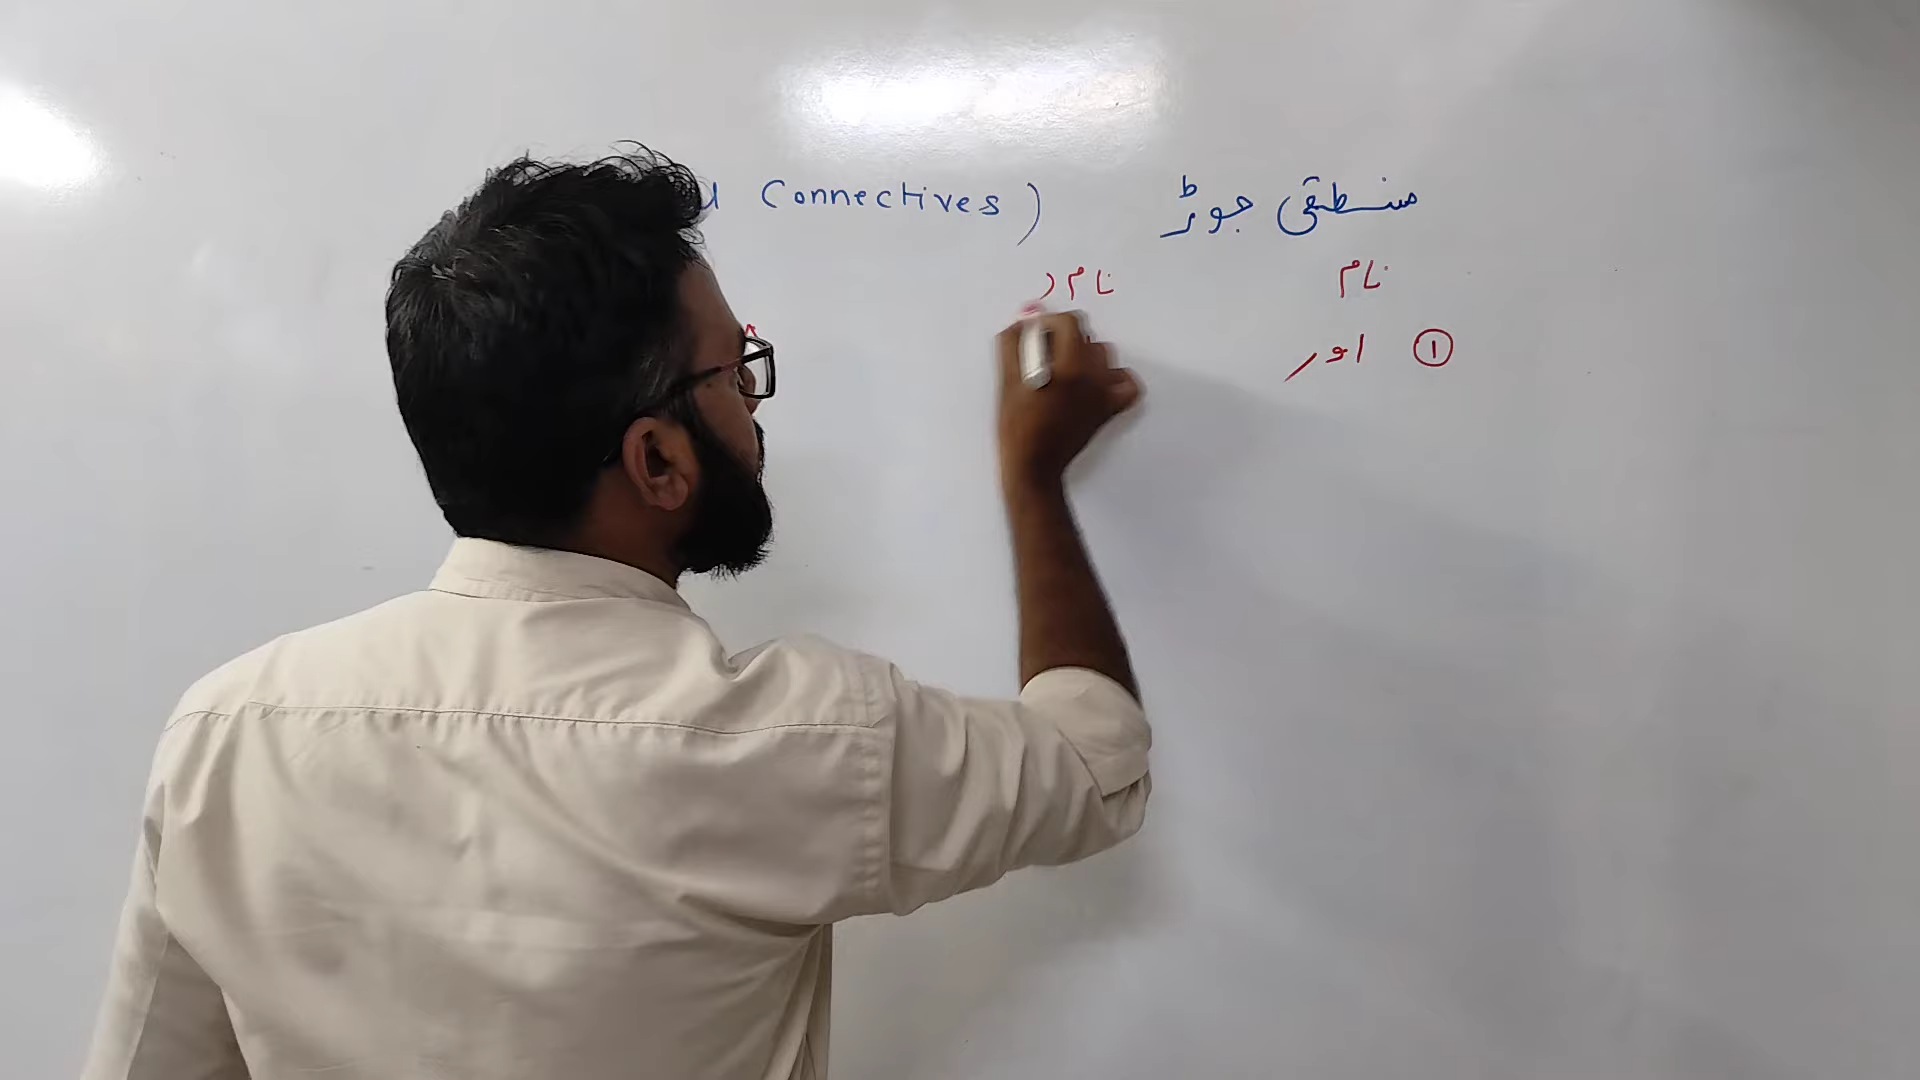 منطقی جوڑ Connectives )
نام نام (
① اور